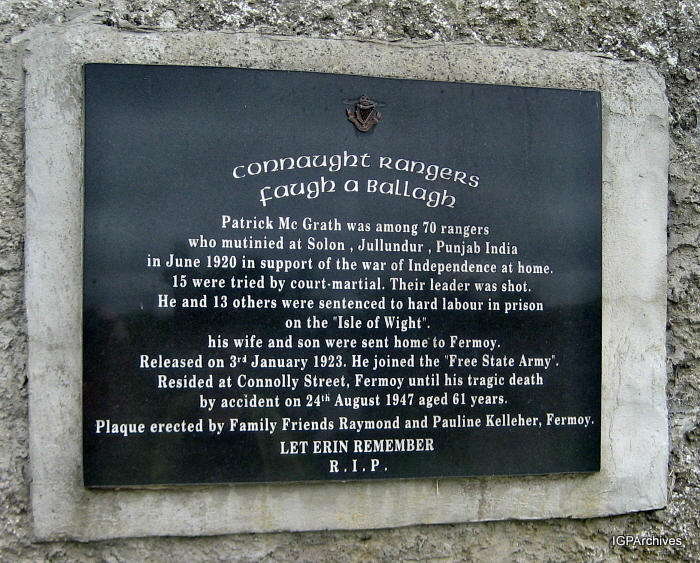 Connaught Rangers
Faugh a Ballagh
Patrick Mc Grath was among 70 rangers
who mutinied at Solon , Jullundur , Punjab India
in June 1920 in support of the war of Independence at home.
15 were tried by court-martial. Their leader was shot.
He and 13 others were sentenced to hard labour in prison
on the "Isle of Wight".
his wife and son were sent home to Fermoy.
Released on 3rd January 1923. He joined the "Free State Army".
Resided at Connolly Street, Fermoy until his tragic death
by accident on 24th August 1947 aged 61 years.
Plaque erected by Family Friends Raymond and Pauline Kelleher, Fermoy.
LET ERIN REMEMBER
R . I . P .
IGPArchives